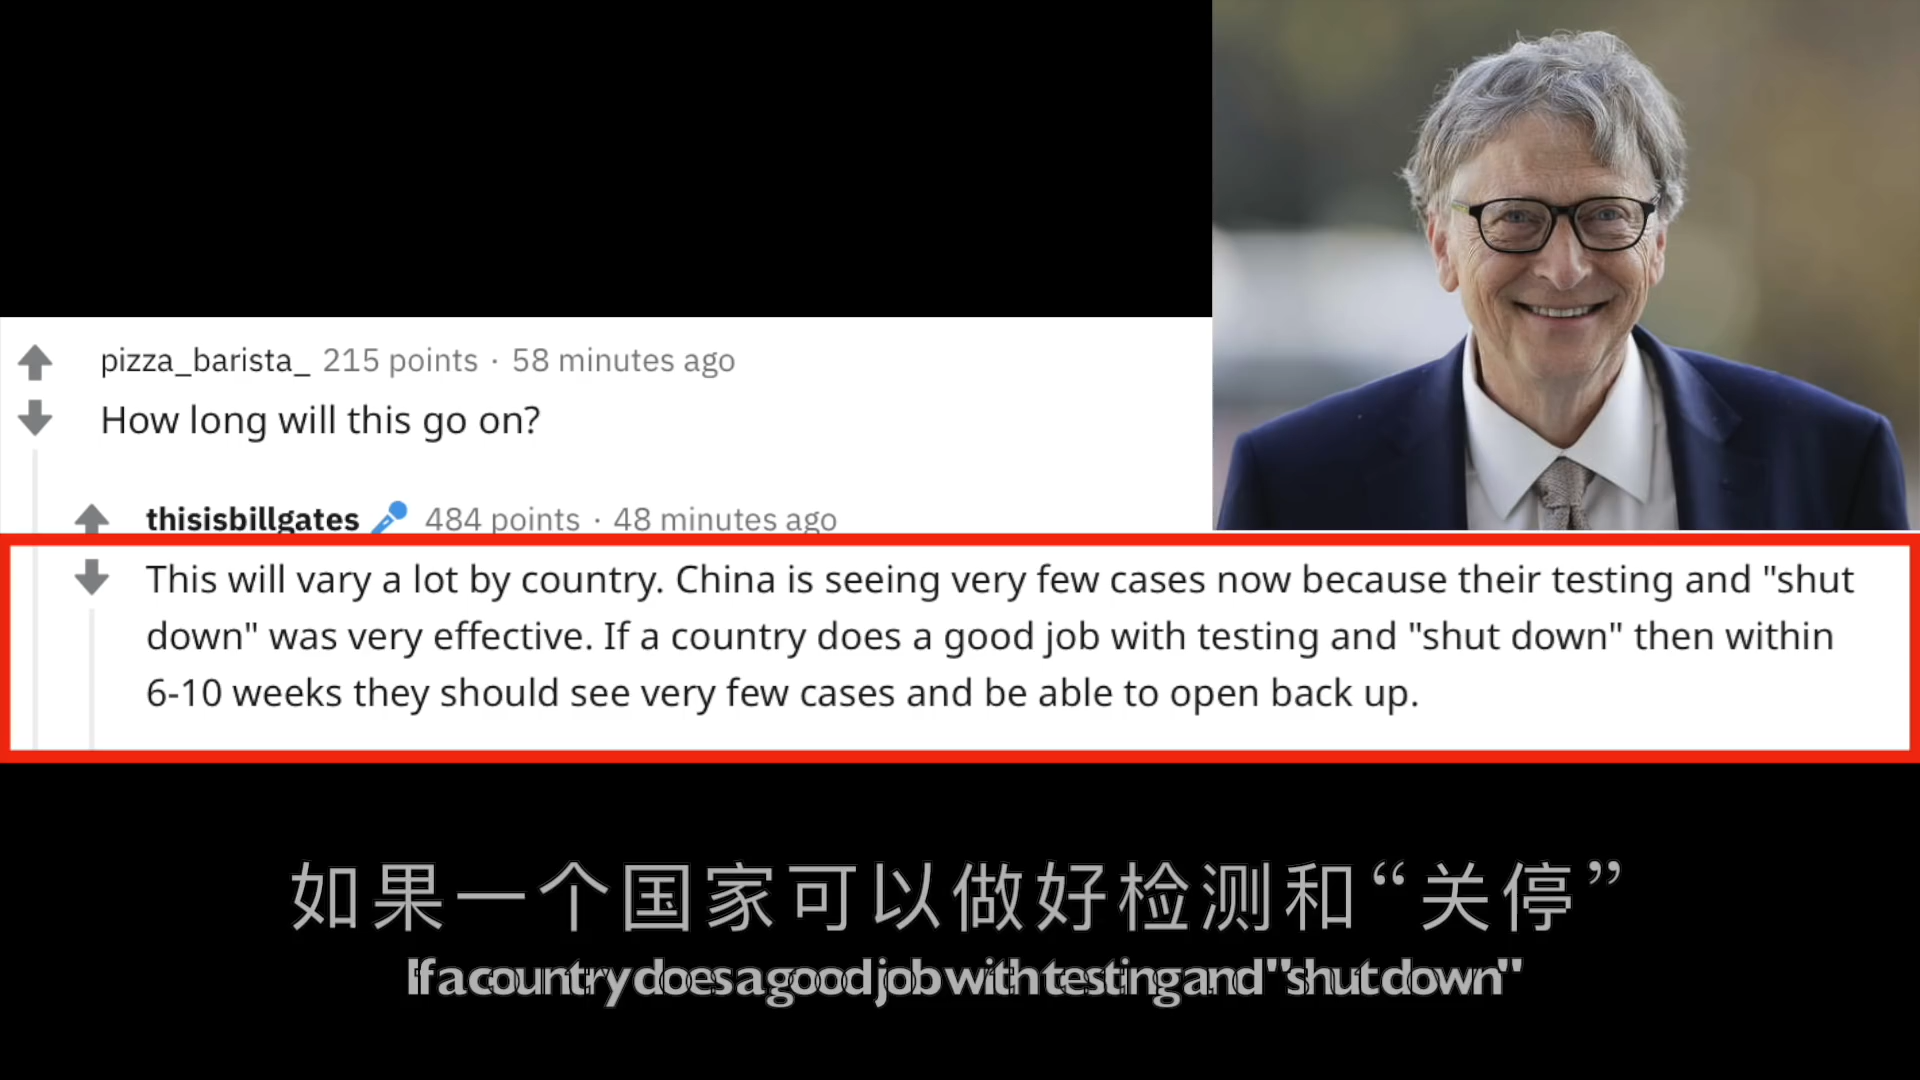 pizza_barista_ 215 points · 58 minutes ago
How long will this go on?
thisisbillgates 484 points · 48 minutes ago
This will vary a lot by country. China is seeing very few cases now because their testing and "shut
down" was very effective. If a country does a good job with testing and "shut down" then within
6-10 weeks they should see very few cases and be able to open back up.
如果一个国家可以做好检测和“关停”
If a country does a good job with testing and "shut down"